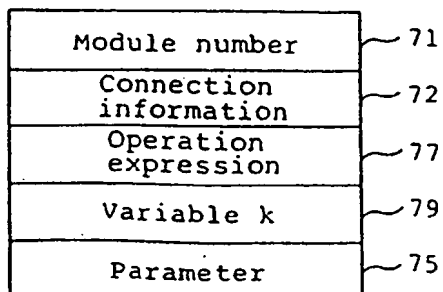 Module number 71
Connection
information 72
Operation
expression 77
Variable k 79
Parameter 75